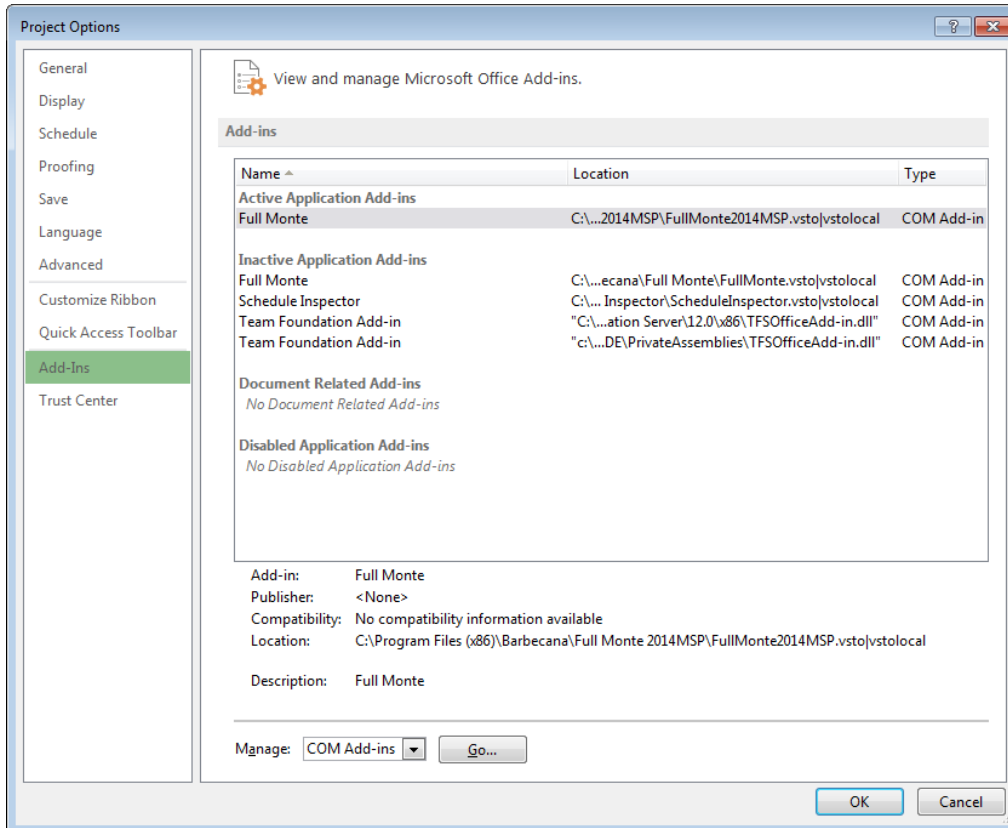 Project Options
General
Display
Schedule
Proofing
Save
Language
Advanced
Customize Ribbon
Quick Access Toolbar
Add-Ins
Trust Center
View and manage Microsoft Office Add-ins.
Add-ins
Name Location Type
Active Application Add-ins
Full Monte C:\...2014MSP\FullMonte2014MSP.vsto|vstolocal COM Add-in
Inactive Application Add-ins
Full Monte C:\...ecana\Full Monte\FullMonte.vsto|vstolocal COM Add-in
Schedule Inspector C:\... Inspector\ScheduleInspector.vsto|vstolocal COM Add-in
Team Foundation Add-in "C:\...ation Server\12.0\x86\TFSOfficeAdd-in.dll" COM Add-in
Team Foundation Add-in "c:\...DE\PrivateAssemblies\TFSOfficeAdd-in.dll" COM Add-in
Document Related Add-ins
No Document Related Add-ins
Disabled Application Add-ins
No Disabled Application Add-ins
Add-in: Full Monte
Publisher: <None>
Compatibility: No compatibility information available
Location: C:\Program Files (x86)\Barbecana\Full Monte 2014MSP\FullMonte2014MSP.vsto|vstolocal
Description: Full Monte
Manage: COM Add-ins Go...
OK Cancel